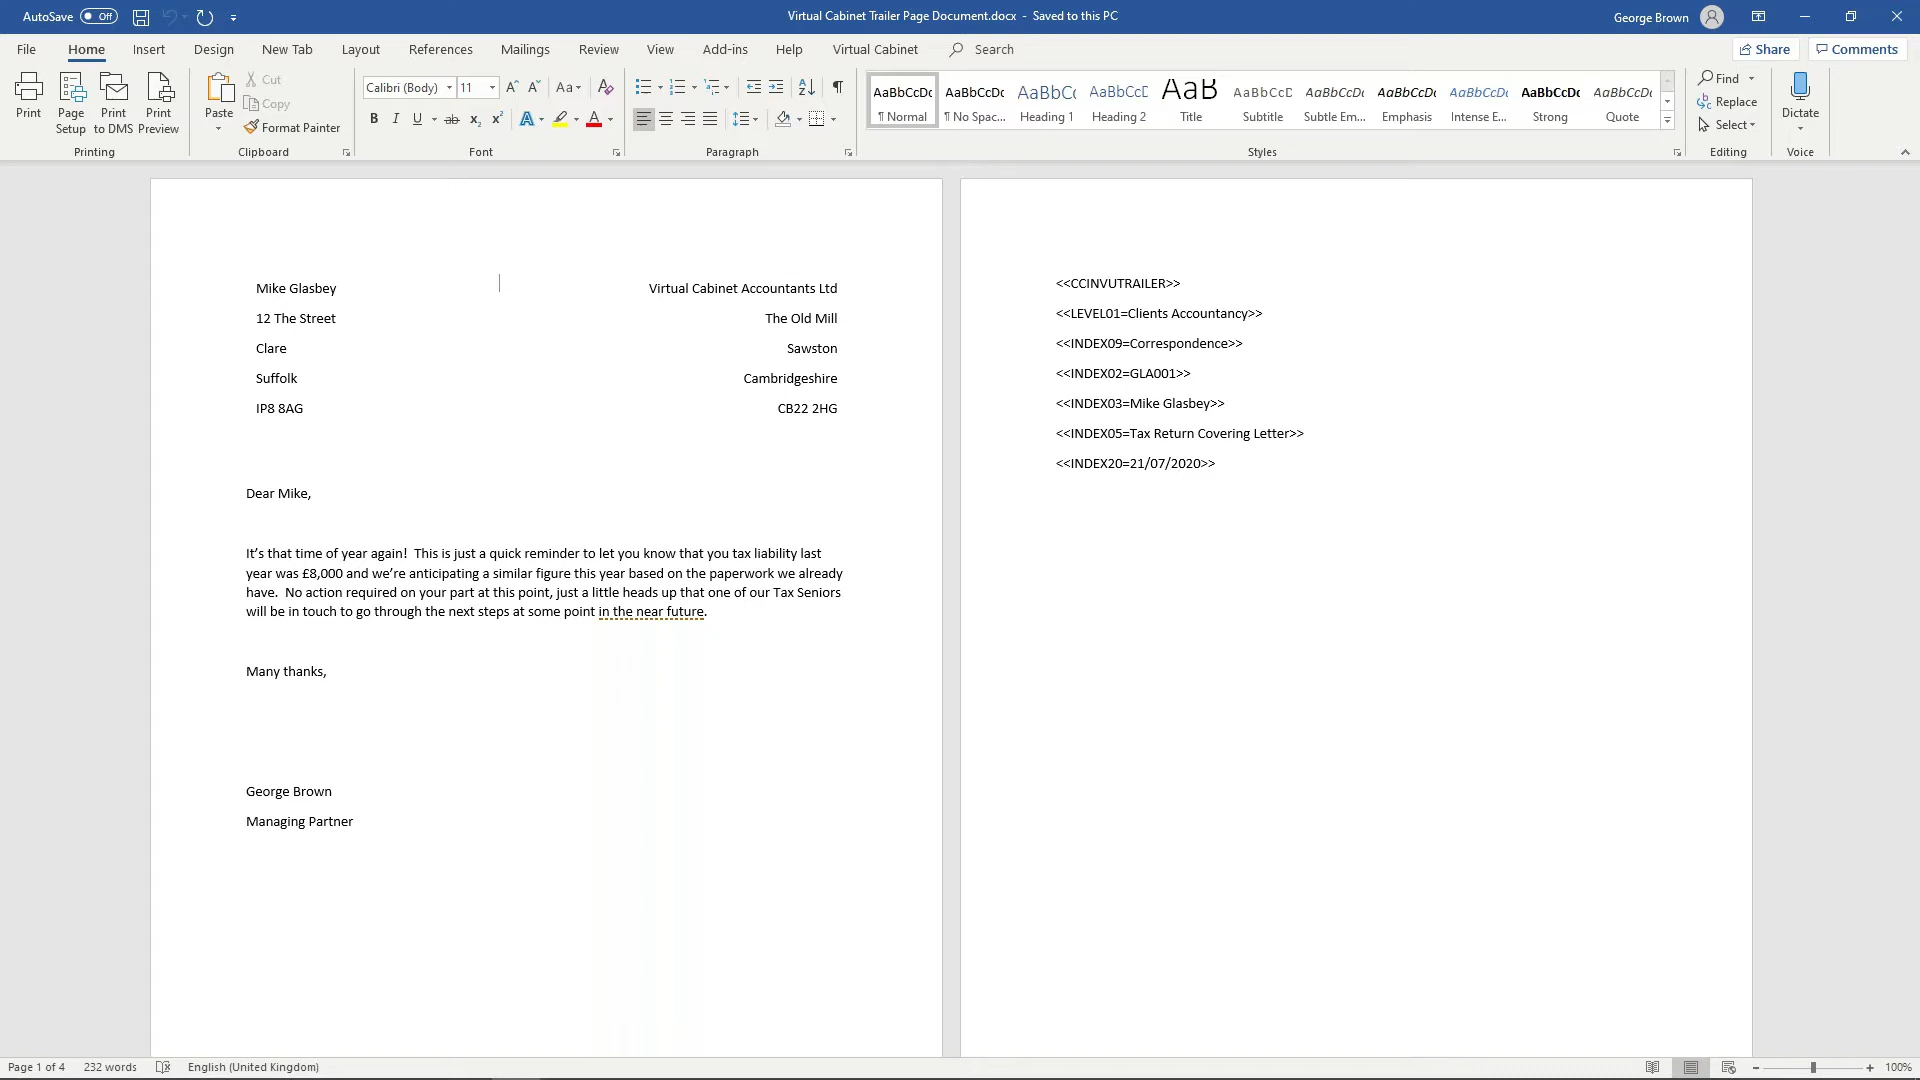 AutoSave Off
Virtual Cabinet Trailer Page Document.docx - Saved to this PC
George Brown
File Home Insert Design New Tab Layout References Mailings Review View Add-ins Help Virtual Cabinet Search
Share Comments
Print
Page Setup
Print to DMS
Print Preview
Printing
Paste
Cut
Copy
Format Painter
Clipboard
Calibri (Body) 11
Font
Paragraph
AaBbCcDc AaBbCcDc AaBbCc AaBbCcD AaB AaBbCcD AaBbCcDc AaBbCcDc AaBbCcDc AaBbCcDc AaBbCcDc
¶ Normal ¶ No Spac... Heading 1 Heading 2 Title Subtitle Subtle Em... Emphasis Intense E... Strong Quote
Styles
Find
Replace
Select
Editing
Dictate
Voice
Mike Glasbey Virtual Cabinet Accountants Ltd
12 The Street The Old Mill
Clare Sawston
Suffolk Cambridgeshire
IP8 8AG CB22 2HG
Dear Mike,
It’s that time of year again! This is just a quick reminder to let you know that you tax liability last
year was £8,000 and we’re anticipating a similar figure this year based on the paperwork we already
have. No action required on your part at this point, just a little heads up that one of our Tax Seniors
will be in touch to go through the next steps at some point in the near future.
Many thanks,
George Brown
Managing Partner
<<CCINVUTRAILER>>
<<LEVEL01=Clients Accountancy>>
<<INDEX09=Correspondence>>
<<INDEX02=GLA001>>
<<INDEX03=Mike Glasbey>>
<<INDEX05=Tax Return Covering Letter>>
<<INDEX20=21/07/2020>>
Page 1 of 4 232 words English (United Kingdom) 100%